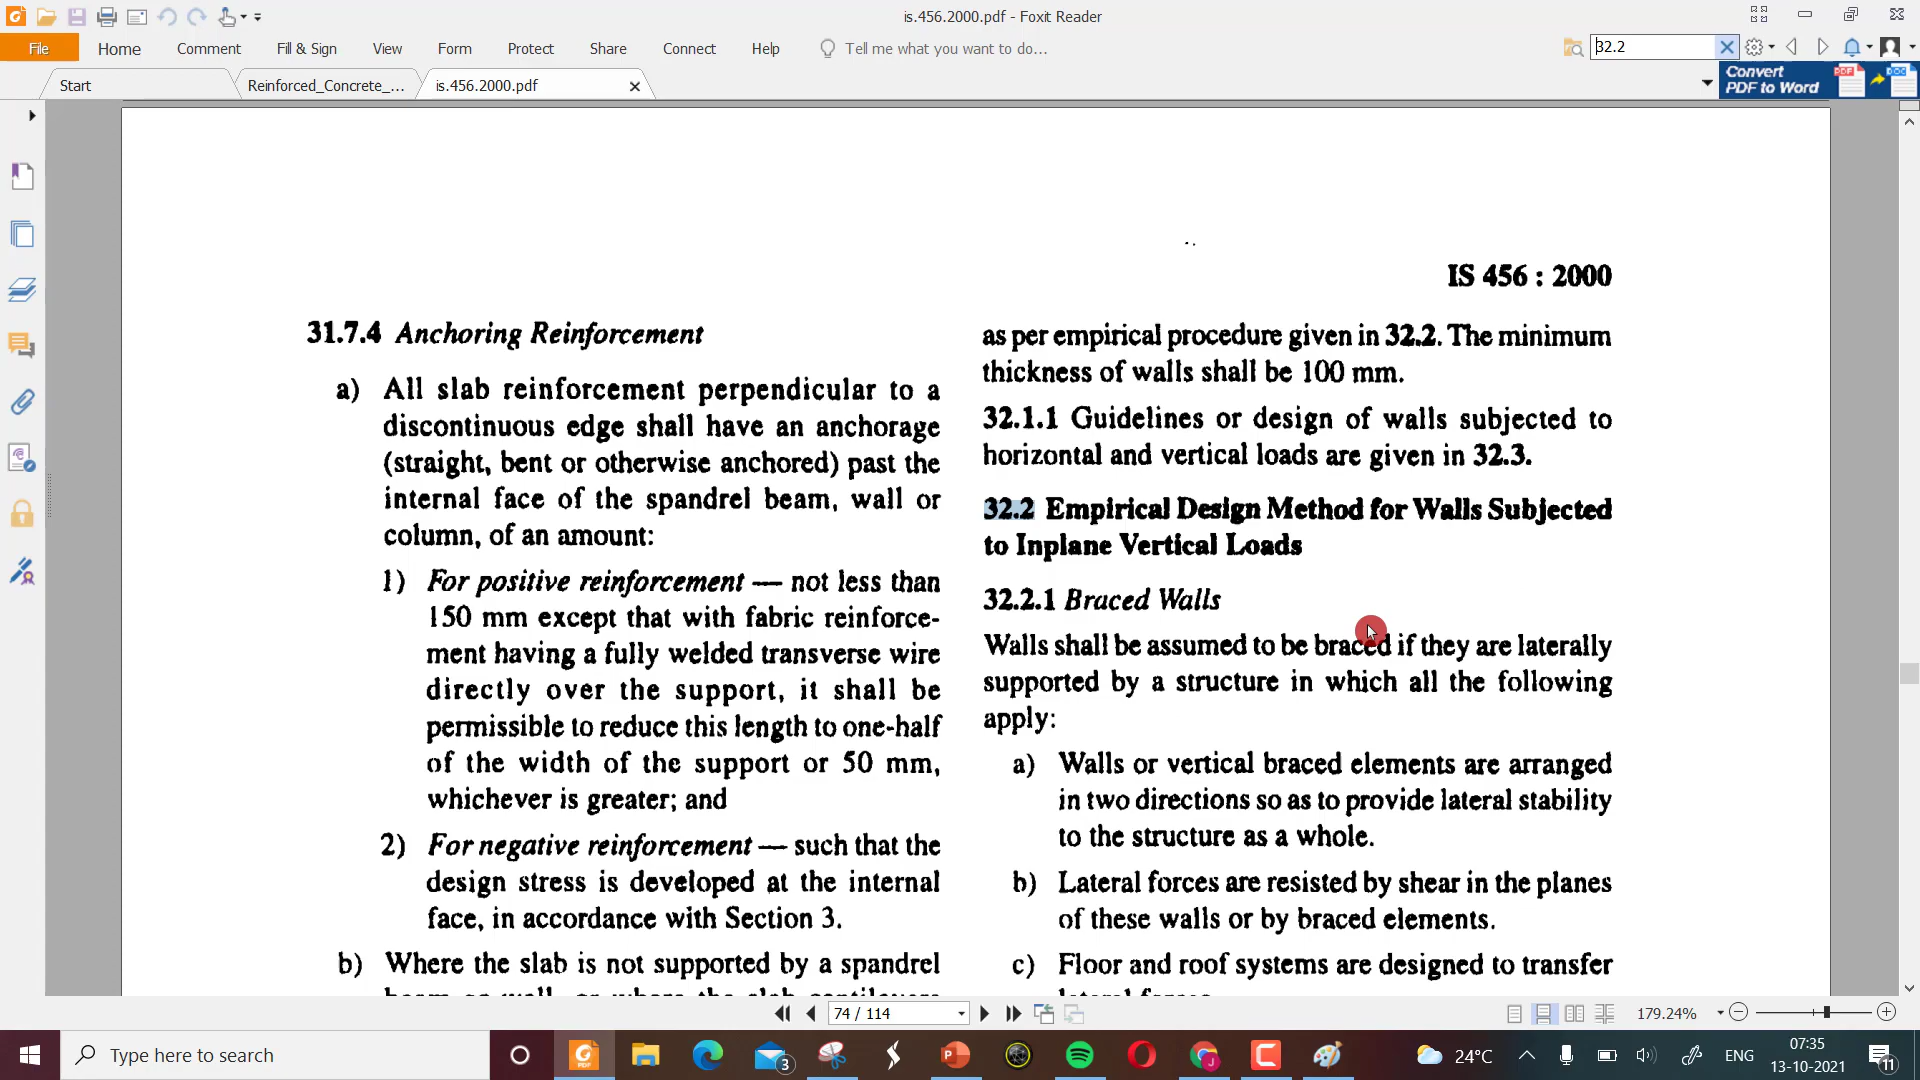 is.456.2000.pdf - Foxit Reader
File Home Comment Fill & Sign View Form Protect Share Connect Help Tell me what you want to do... 32.2
Start Reinforced_Concrete_... is.456.2000.pdf
Convert
PDF to Word
IS 456 : 2000
31.7.4 Anchoring Reinforcement
a) All slab reinforcement perpendicular to a
discontinuous edge shall have an anchorage
(straight, bent or otherwise anchored) past the
internal face of the spandrel beam, wall or
column, of an amount:
1) For positive reinforcement — not less than
150 mm except that with fabric reinforce-
ment having a fully welded transverse wire
directly over the support, it shall be
permissible to reduce this length to one-half
of the width of the support or 50 mm,
whichever is greater; and
2) For negative reinforcement — such that the
design stress is developed at the internal
face, in accordance with Section 3.
b) Where the slab is not supported by a spandrel
as per empirical procedure given in 32.2. The minimum
thickness of walls shall be 100 mm.
32.1.1 Guidelines or design of walls subjected to
horizontal and vertical loads are given in 32.3.
32.2 Empirical Design Method for Walls Subjected
to Inplane Vertical Loads
32.2.1 Braced Walls
Walls shall be assumed to be braced if they are laterally
supported by a structure in which all the following
apply:
a) Walls or vertical braced elements are arranged
in two directions so as to provide lateral stability
to the structure as a whole.
b) Lateral forces are resisted by shear in the planes
of these walls or by braced elements.
c) Floor and roof systems are designed to transfer
74 / 114
179.24%
Type here to search
3
24°C
ENG
07:35
13-10-2021
11